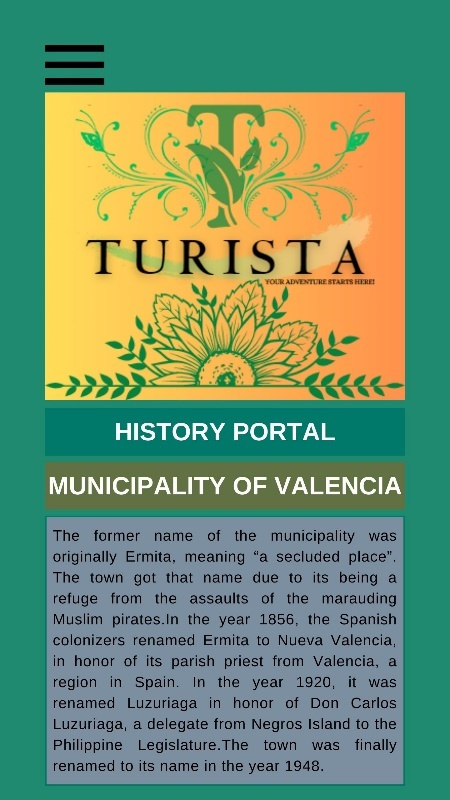 T
TURISTA
YOUR ADVENTURE STARTS HERE!
HISTORY PORTAL
MUNICIPALITY OF VALENCIA
The former name of the municipality was
originally Ermita, meaning “a secluded place”.
The town got that name due to its being a
refuge from the assaults of the marauding
Muslim pirates.In the year 1856, the Spanish
colonizers renamed Ermita to Nueva Valencia,
in honor of its parish priest from Valencia, a
region in Spain. In the year 1920, it was
renamed Luzuriaga in honor of Don Carlos
Luzuriaga, a delegate from Negros Island to the
Philippine Legislature.The town was finally
renamed to its name in the year 1948.